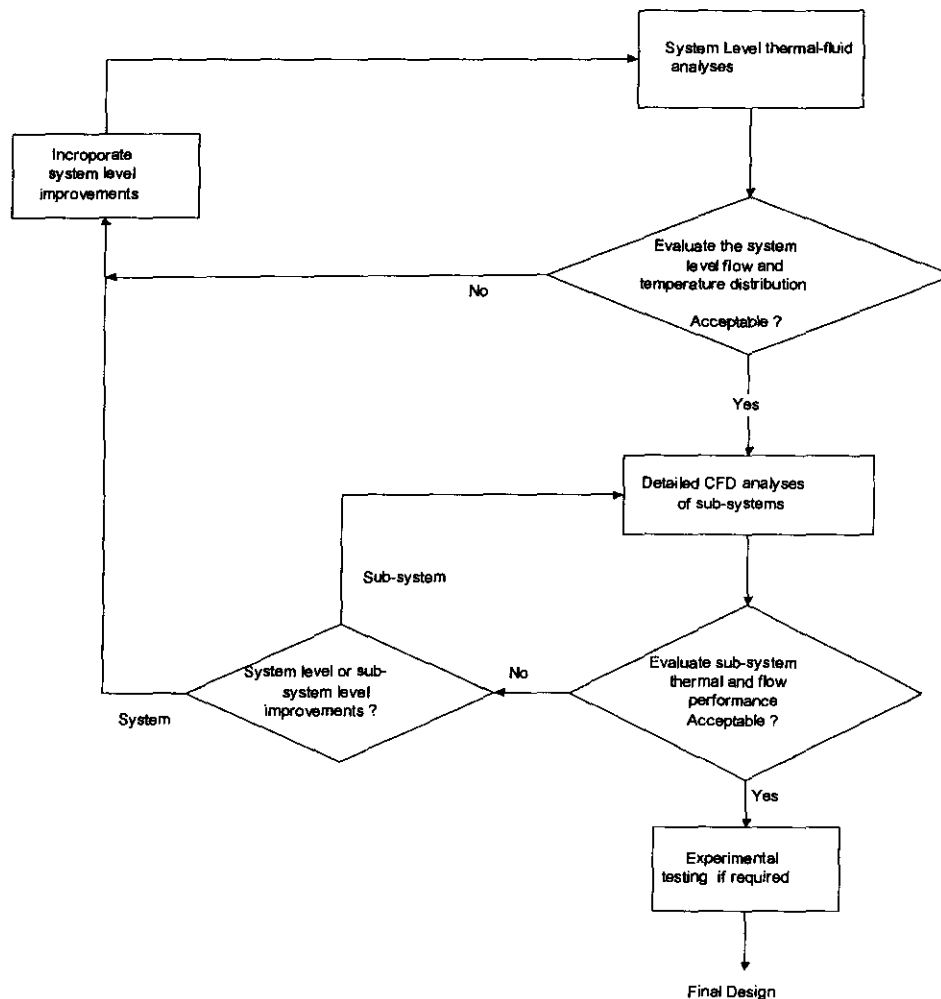 System Level thermal-fluid
analyses
Incroporate
system level
improvements
Evaluate the system
level flow and
temperature distribution
Acceptable ?
No
Yes
Detailed CFD analyses
of sub-systems
Sub-system
System level or sub-
system level
improvements ?
No
Evaluate sub-system
thermal and flow
performance
Acceptable ?
System
Yes
Experimental
testing if required
Final Design